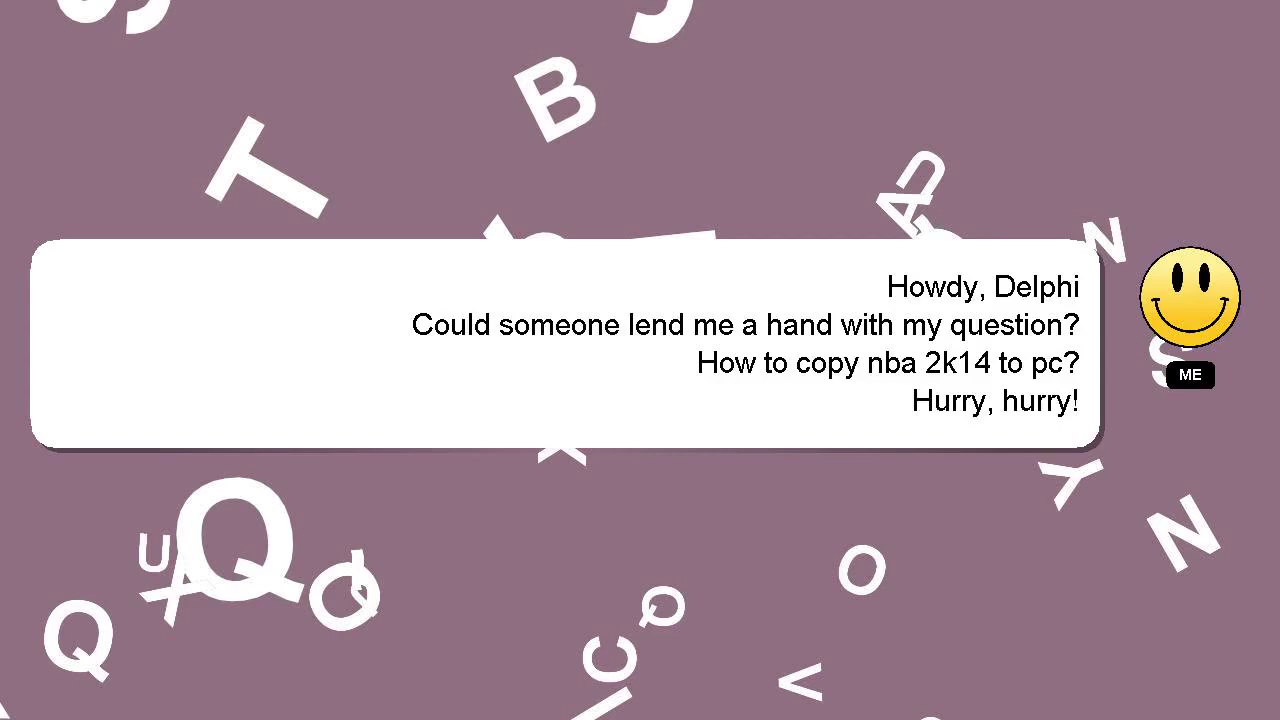 Howdy, Delphi
Could someone lend me a hand with my question?
How to copy nba 2k14 to pc?
Hurry, hurry!
ME
B
T
U
A
N
S
X
Y
N
Q
U
X
Q
Q
O
Q
C
V